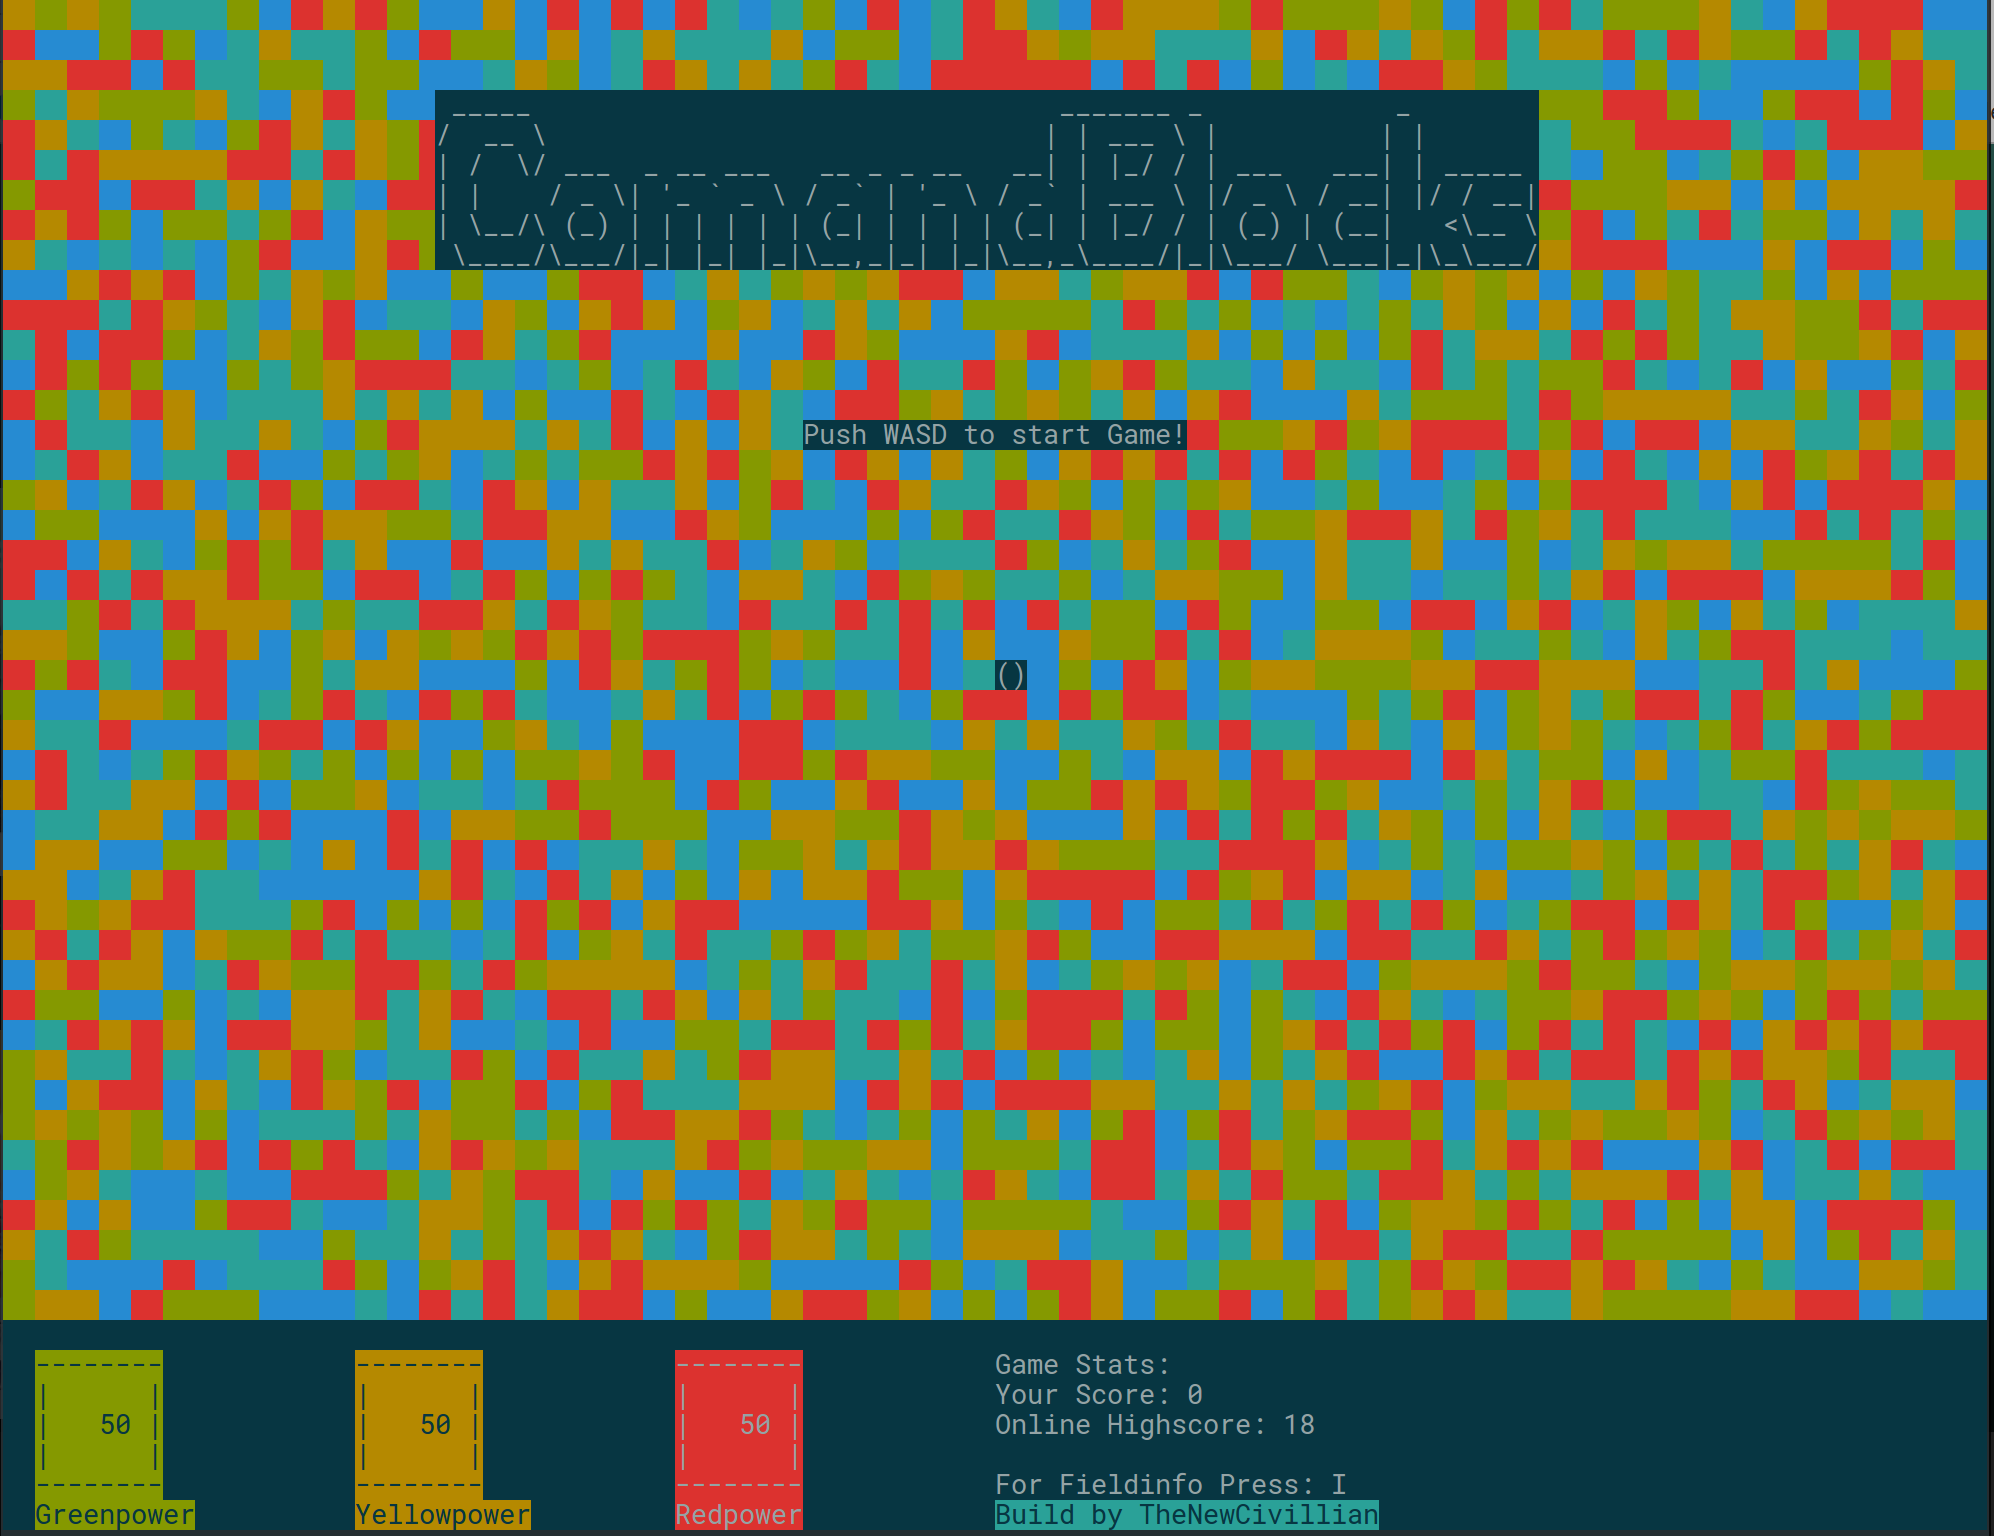 ComandBlocks
Push WASD to start Game!
()
50
Greenpower
50
Yellowpower
50
Redpower
Game Stats:
Your Score: 0
Online Highscore: 18
For Fieldinfo Press: I
Build by TheNewCivillian